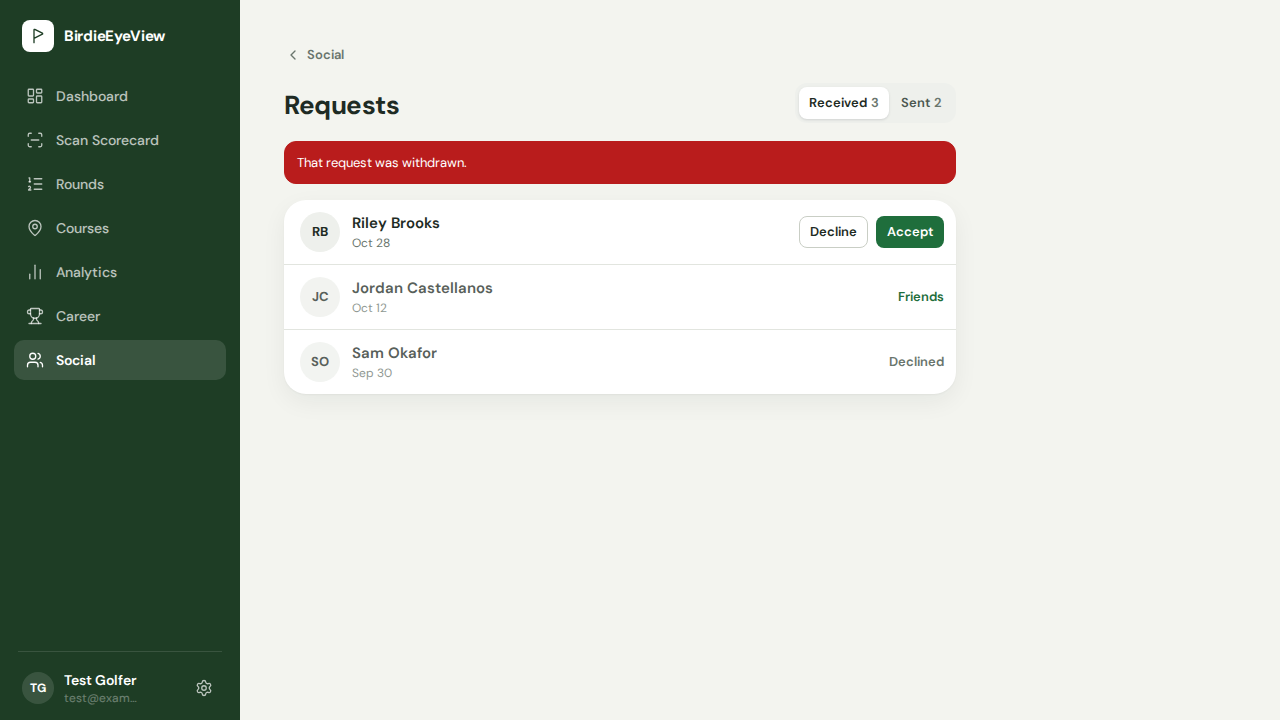 BirdieEyeView
Dashboard
Scan Scorecard
Rounds
Courses
Analytics
Career
Social
TG
Test Golfer
test@exam...
Social
Requests
Received 3
Sent 2
That request was withdrawn.
RB
Riley Brooks
Oct 28
Decline
Accept
JC
Jordan Castellanos
Oct 12
Friends
SO
Sam Okafor
Sep 30
Declined